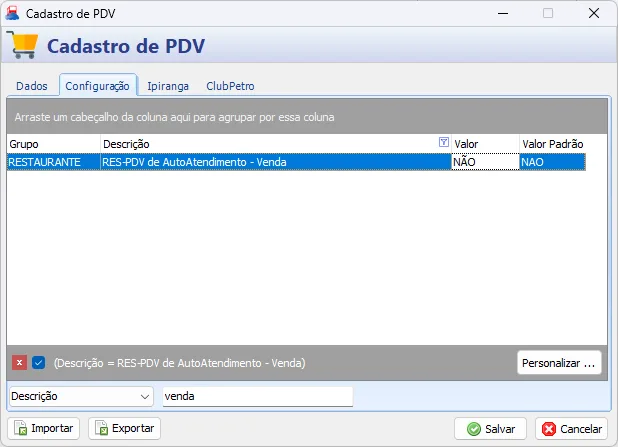 Cadastro de PDV
Cadastro de PDV
Dados Configuração Ipiranga ClubPetro
Arraste um cabeçalho da coluna aqui para agrupar por essa coluna
Grupo Descrição Valor Valor Padrão
RESTAURANTE RES-PDV de AutoAtendimento - Venda NÃO NAO
(Descrição = RES-PDV de AutoAtendimento - Venda) Personalizar ...
Descrição venda
Importar Exportar Salvar Cancelar